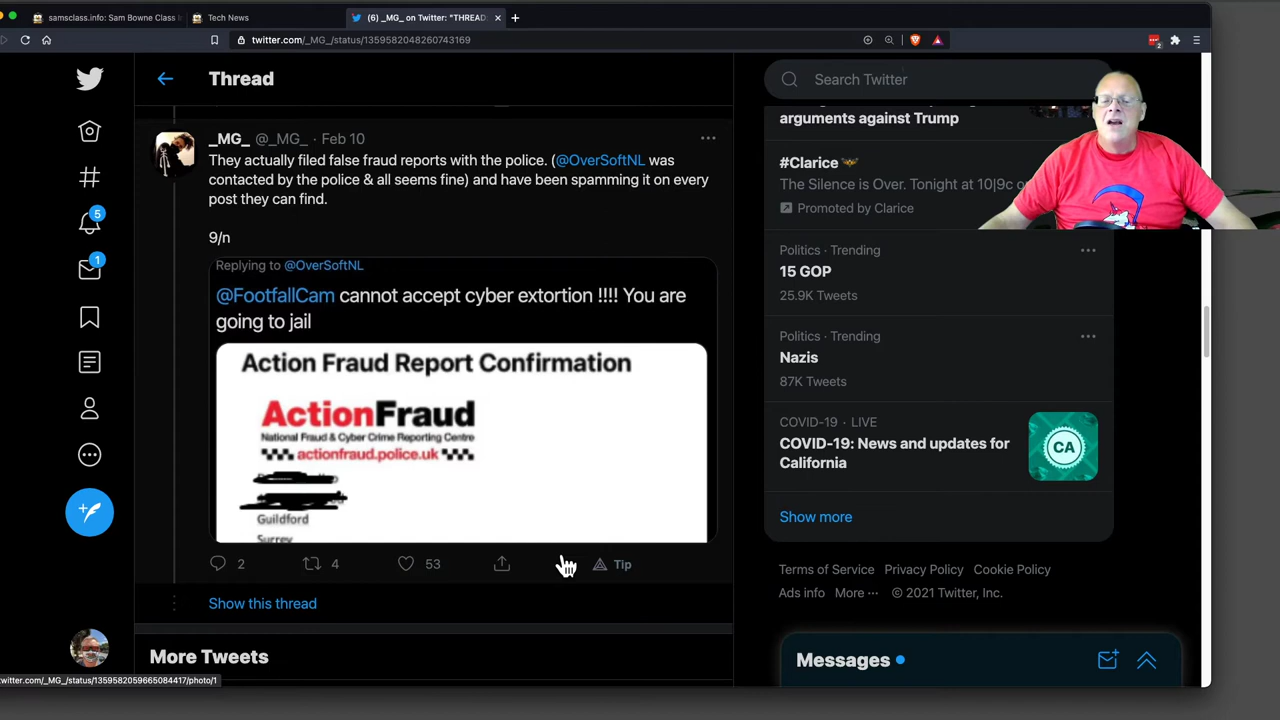 samsclass.info: Sam Bowne Class I
Tech News
(6) _MG_ on Twitter: "THREAD:
twitter.com/_MG_/status/1359582048260743169
Thread
_MG_ @_MG_ · Feb 10
They actually filed false fraud reports with the police. (@OverSoftNL was
contacted by the police & all seems fine) and have been spamming it on every
post they can find.
9/n
Replying to @OverSoftNL
@FootfallCam cannot accept cyber extortion !!!! You are
going to jail
Action Fraud Report Confirmation
ActionFraud
National Fraud & Cyber Crime Reporting Centre
actionfraud.police.uk
Guildford
Surrey
2
4
53
Tip
Show this thread
More Tweets
5
1
Search Twitter
arguments against Trump
#Clarice
The Silence is Over. Tonight at 10|9c
Promoted by Clarice
Politics · Trending
15 GOP
25.9K Tweets
Politics · Trending
Nazis
87K Tweets
COVID-19 · LIVE
COVID-19: News and updates for
California
CA
Show more
Terms of Service Privacy Policy Cookie Policy
Ads info More ··· © 2021 Twitter, Inc.
Messages
twitter.com/_MG_/status/1359582059665084417/photo/1